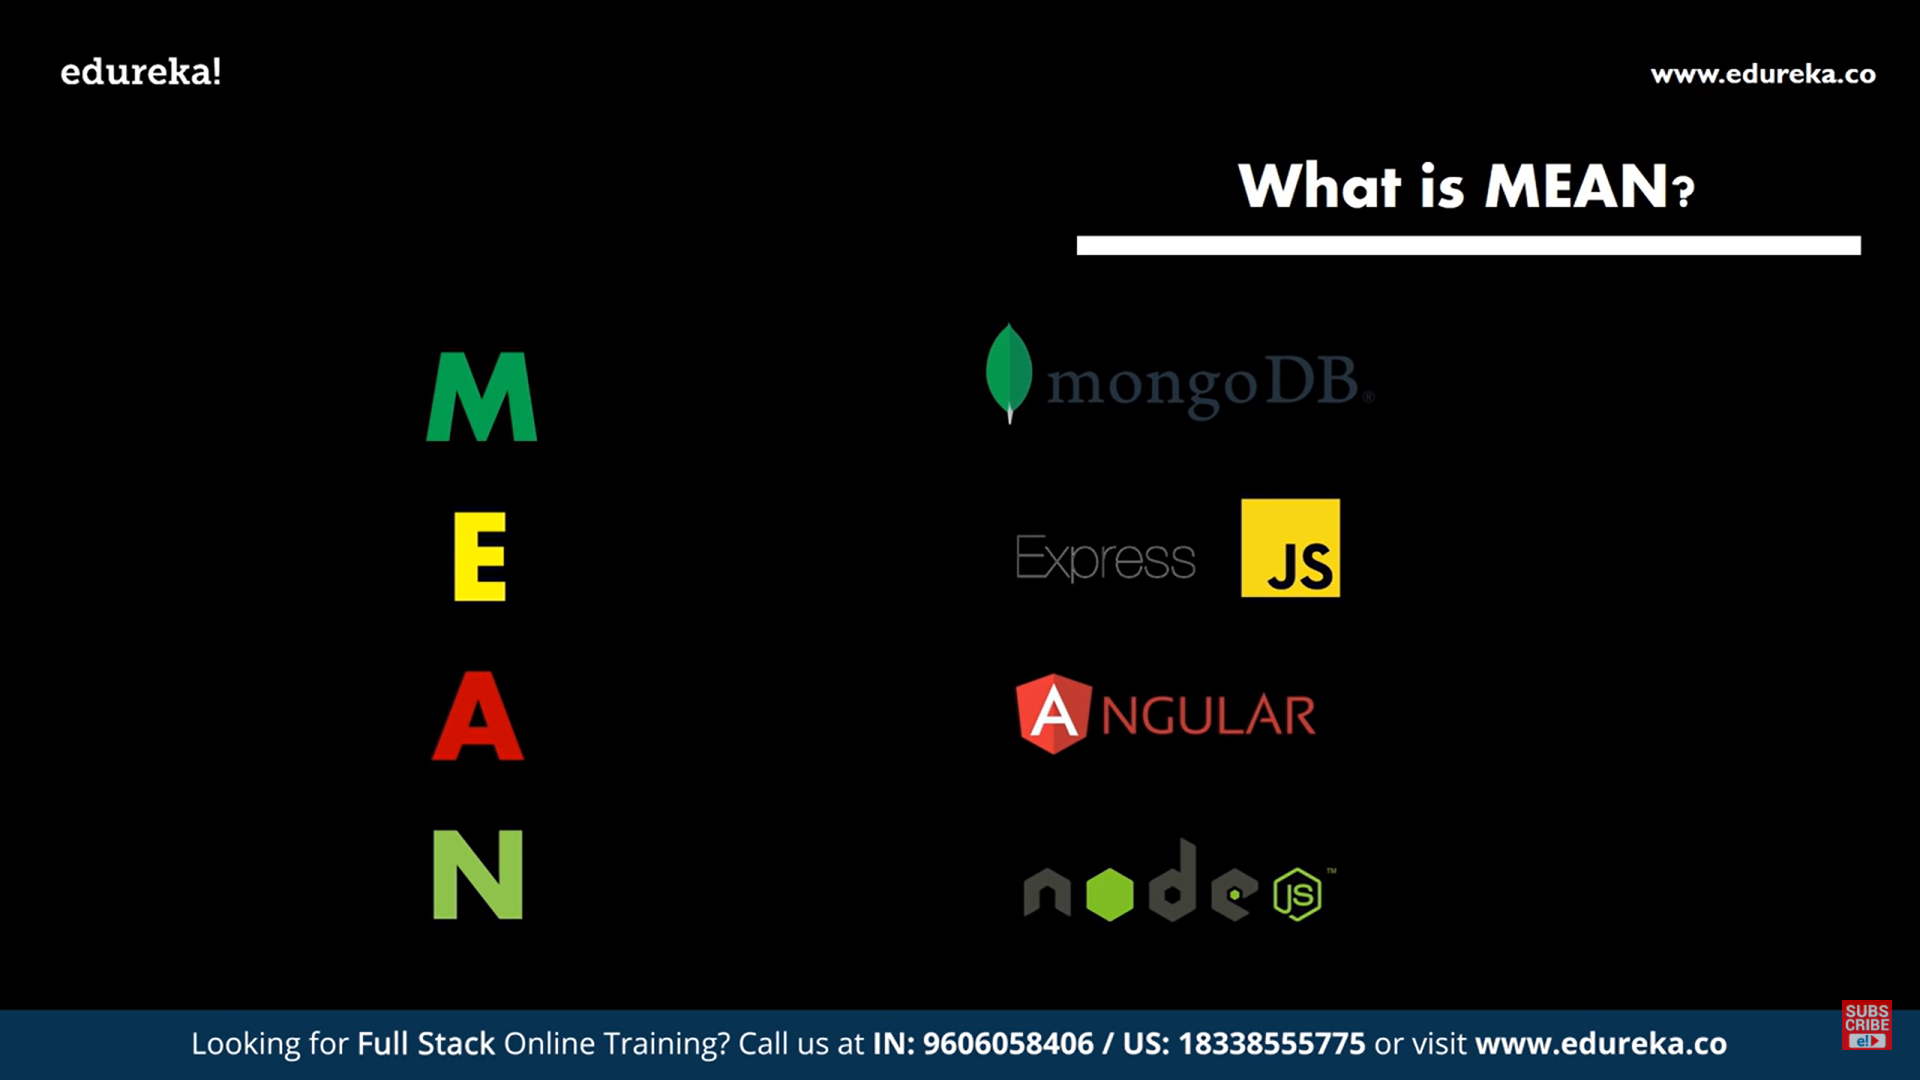 edureka!
www.edureka.co
What is MEAN?
M
mongoDB®
E
Express JS
A
ANGULAR
N
node JS™
SUBS
CRIBE
e!
Looking for Full Stack Online Training? Call us at IN: 9606058406 / US: 18338555775 or visit www.edureka.co